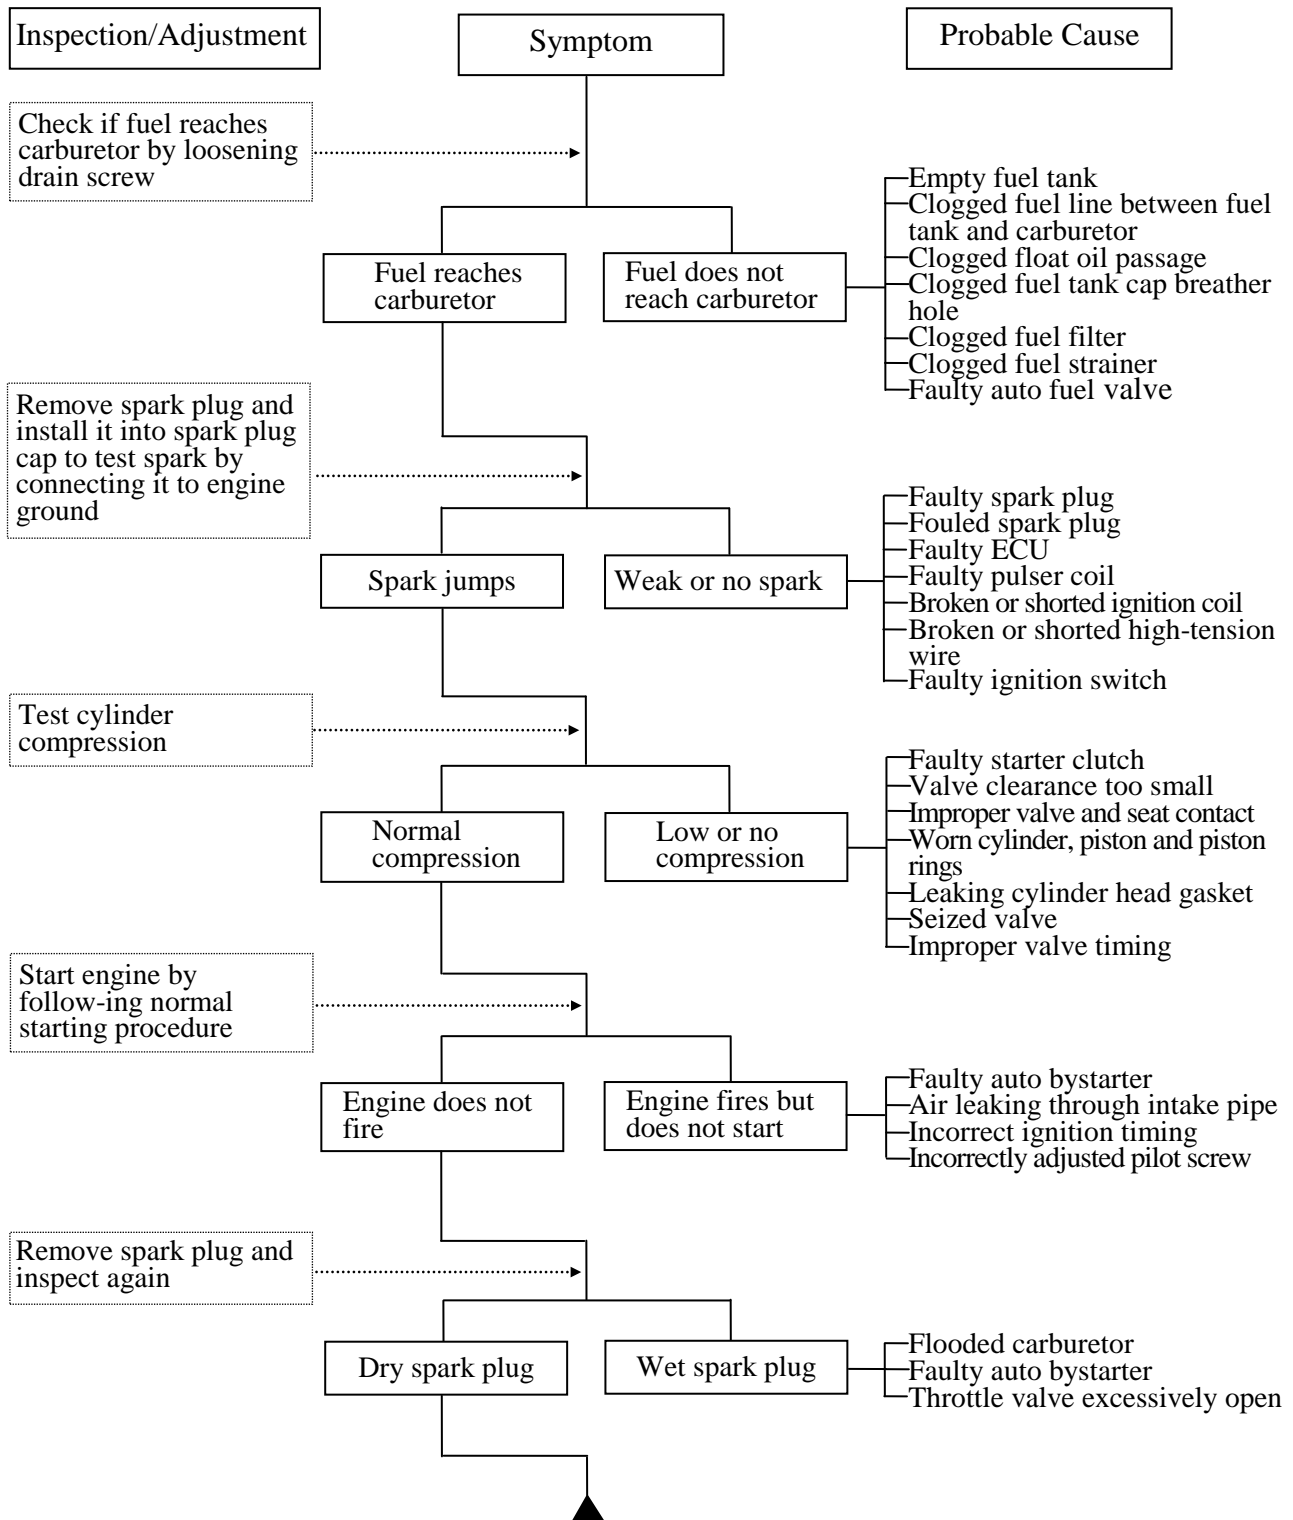 Inspection/Adjustment
Symptom
Probable Cause
Check if fuel reaches
carburetor by loosening
drain screw
Fuel reaches
carburetor
Fuel does not
reach carburetor
Empty fuel tank
Clogged fuel line between fuel
tank and carburetor
Clogged float oil passage
Clogged fuel tank cap breather
hole
Clogged fuel filter
Clogged fuel strainer
Faulty auto fuel valve
Remove spark plug and
install it into spark plug
cap to test spark by
connecting it to engine
ground
Spark jumps
Weak or no spark
Faulty spark plug
Fouled spark plug
Faulty ECU
Faulty pulser coil
Broken or shorted ignition coil
Broken or shorted high-tension
wire
Faulty ignition switch
Test cylinder
compression
Normal
compression
Low or no
compression
Faulty starter clutch
Valve clearance too small
Improper valve and seat contact
Worn cylinder, piston and piston
rings
Leaking cylinder head gasket
Seized valve
Improper valve timing
Start engine by
follow-ing normal
starting procedure
Engine does not
fire
Engine fires but
does not start
Faulty auto bystarter
Air leaking through intake pipe
Incorrect ignition timing
Incorrectly adjusted pilot screw
Remove spark plug and
inspect again
Dry spark plug
Wet spark plug
Flooded carburetor
Faulty auto bystarter
Throttle valve excessively open